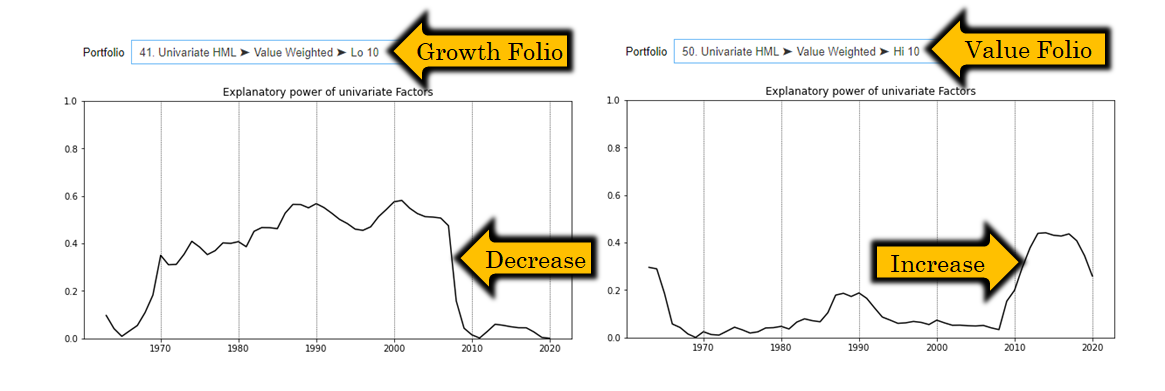 Portfolio 41. Univariate HML ➤ Value Weighted ➤ Lo 10
Growth Folio
Explanatory power of univariate Factors
1.0
0.8
0.6
0.4
0.2
0.0
Decrease
1970 1980 1990 2000 2010 2020
Portfolio 50. Univariate HML ➤ Value Weighted ➤ Hi 10
Value Folio
Explanatory power of univariate Factors
1.0
0.8
0.6
0.4
0.2
0.0
Increase
1970 1980 1990 2000 2010 2020